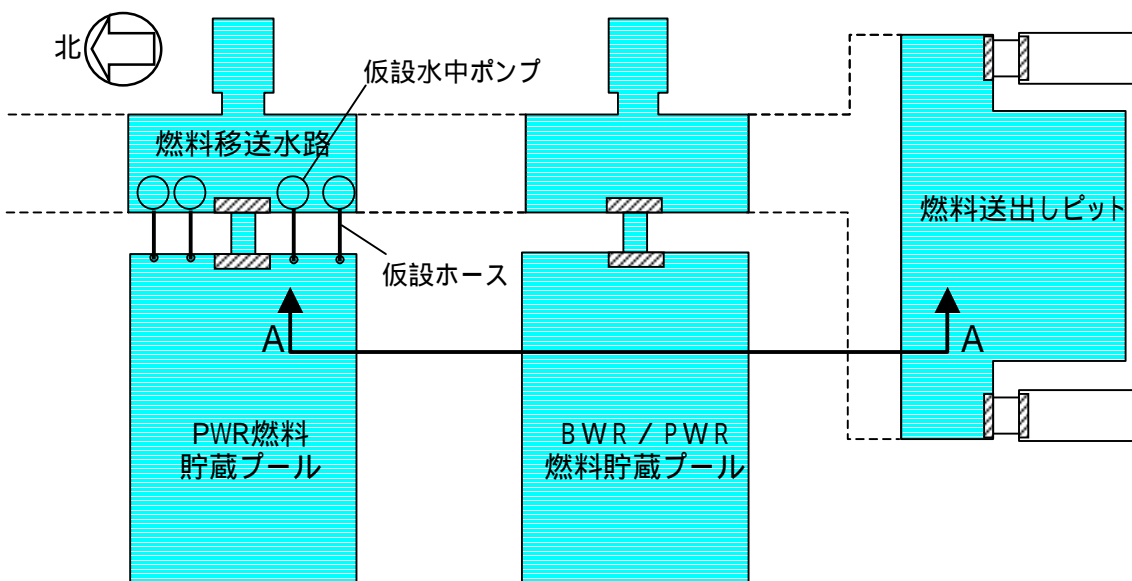 北
仮設水中ポンプ
燃料移送水路
燃料送出しピット
仮設ホース
A
A
PWR燃料
貯蔵プール
BWR/PWR
燃料貯蔵プール